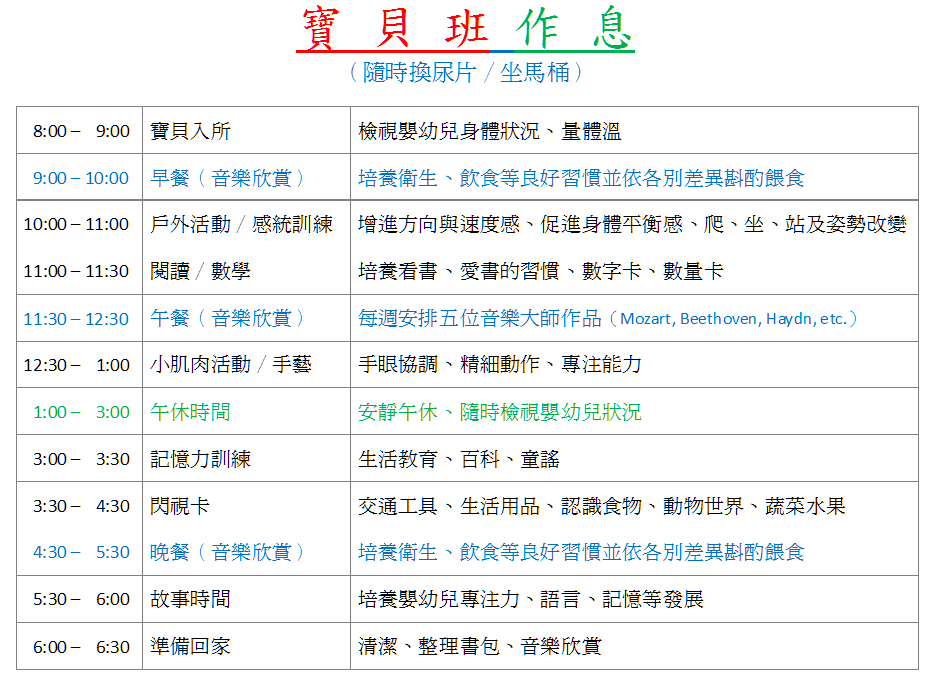 寶貝班作息
（隨時換尿片／坐馬桶）
8:00 – 9:00 寶貝入所 檢視嬰幼兒身體狀況、量體溫
9:00 – 10:00 早餐（音樂欣賞） 培養衛生、飲食等良好習慣並依各別差異斟酌餵食
10:00 – 11:00 戶外活動／感統訓練 增進方向與速度感、促進身體平衡感、爬、坐、站及姿勢改變
11:00 – 11:30 閱讀／數學 培養看書、愛書的習慣、數字卡、數量卡
11:30 – 12:30 午餐（音樂欣賞） 每週安排五位音樂大師作品（Mozart, Beethoven, Haydn, etc.）
12:30 – 1:00 小肌肉活動／手藝 手眼協調、精細動作、專注能力
1:00 – 3:00 午休時間 安靜午休、隨時檢視嬰幼兒狀況
3:00 – 3:30 記憶力訓練 生活教育、百科、童謠
3:30 – 4:30 閃視卡 交通工具、生活用品、認識食物、動物世界、蔬菜水果
4:30 – 5:30 晚餐（音樂欣賞） 培養衛生、飲食等良好習慣並依各別差異斟酌餵食
5:30 – 6:00 故事時間 培養嬰幼兒專注力、語言、記憶等發展
6:00 – 6:30 準備回家 清潔、整理書包、音樂欣賞